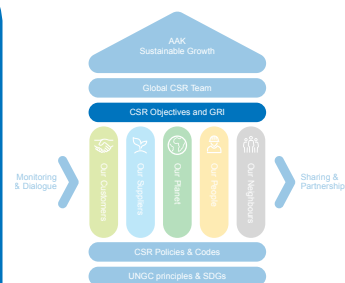 AAK
Sustainable Growth
Global CSR Team
CSR Objectives and GRI
Our Customers
Our Suppliers
Our Planet
Our People
Our Neighbours
Monitoring
& Dialogue
Sharing &
Partnership
CSR Policies & Codes
UNGC principles & SDGs